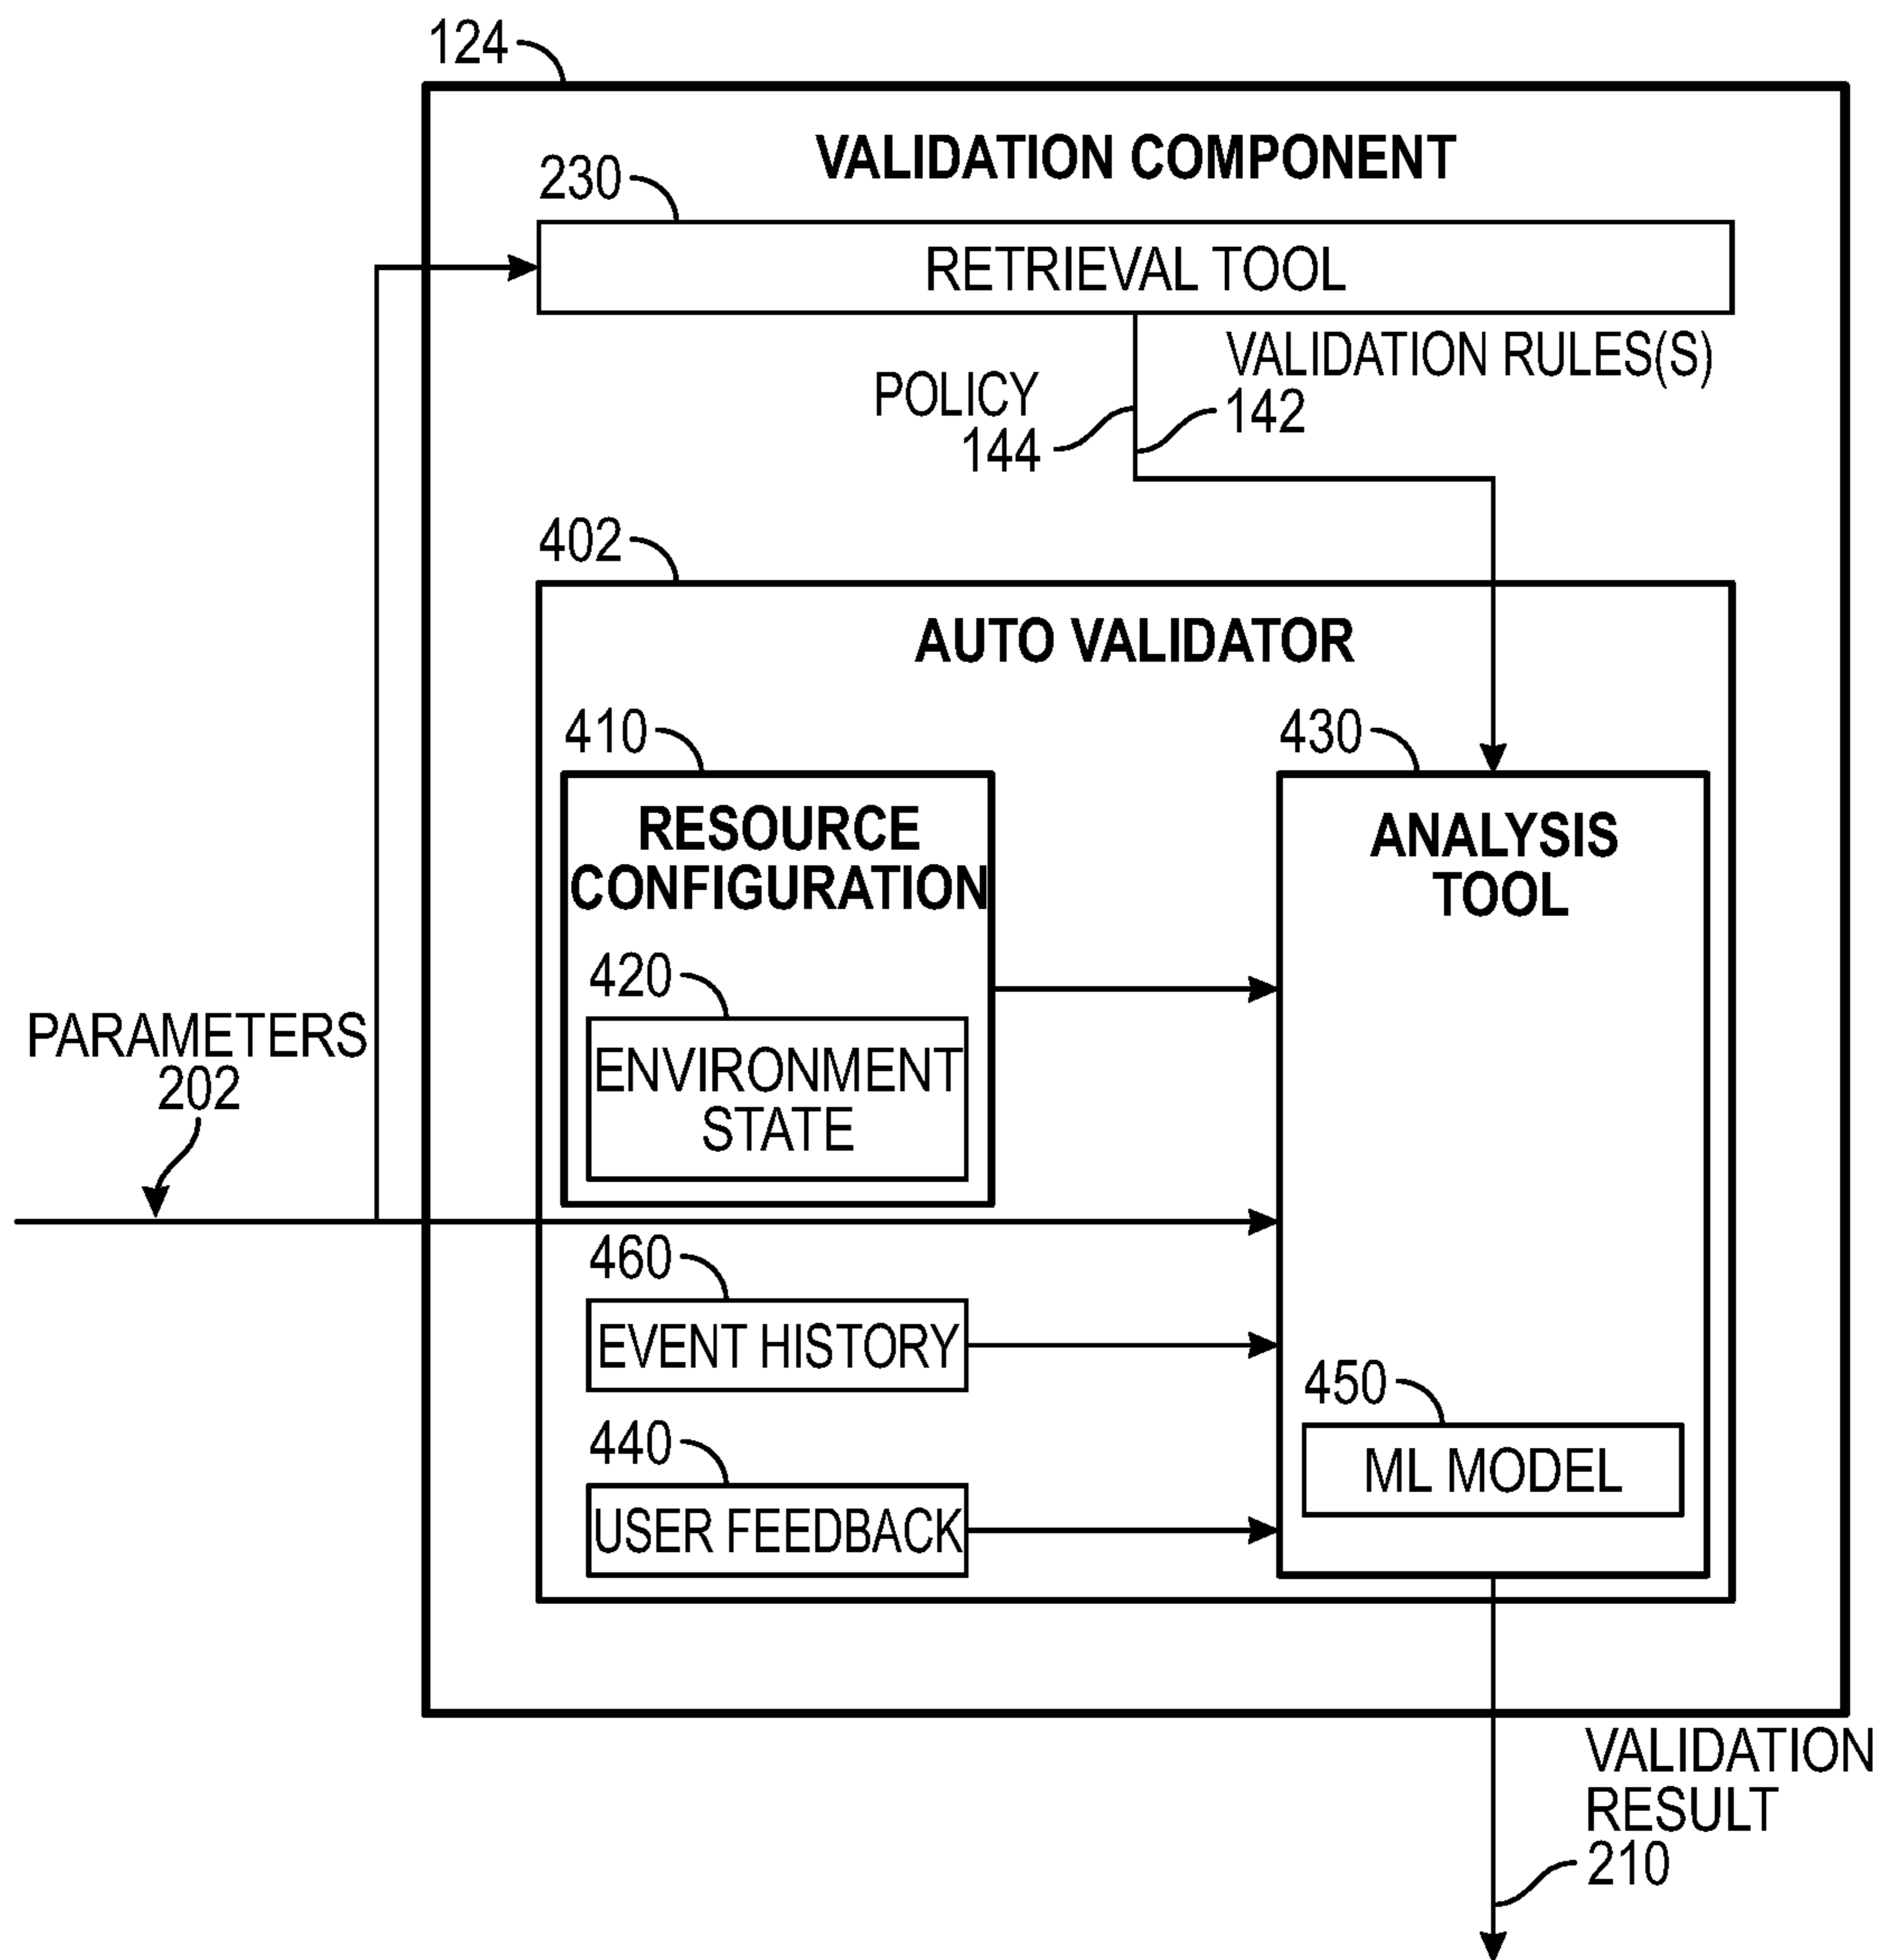 124
VALIDATION COMPONENT
230
RETRIEVAL TOOL
VALIDATION RULES(S)
142
POLICY
144
402
AUTO VALIDATOR
410
RESOURCE
CONFIGURATION
420
ENVIRONMENT
STATE
430
ANALYSIS
TOOL
PARAMETERS
202
460
EVENT HISTORY
450
ML MODEL
440
USER FEEDBACK
VALIDATION
RESULT
210